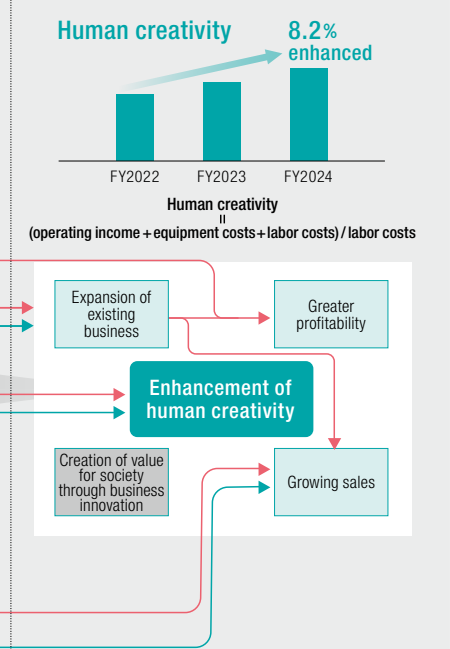 Human creativity
8.2%
enhanced
FY2022
FY2023
FY2024
Human creativity
=
(operating income+equipment costs+labor costs)/labor costs
Expansion of
existing
business
Greater
profitability
Enhancement of
human creativity
Creation of value
for society
through business
innovation
Growing sales